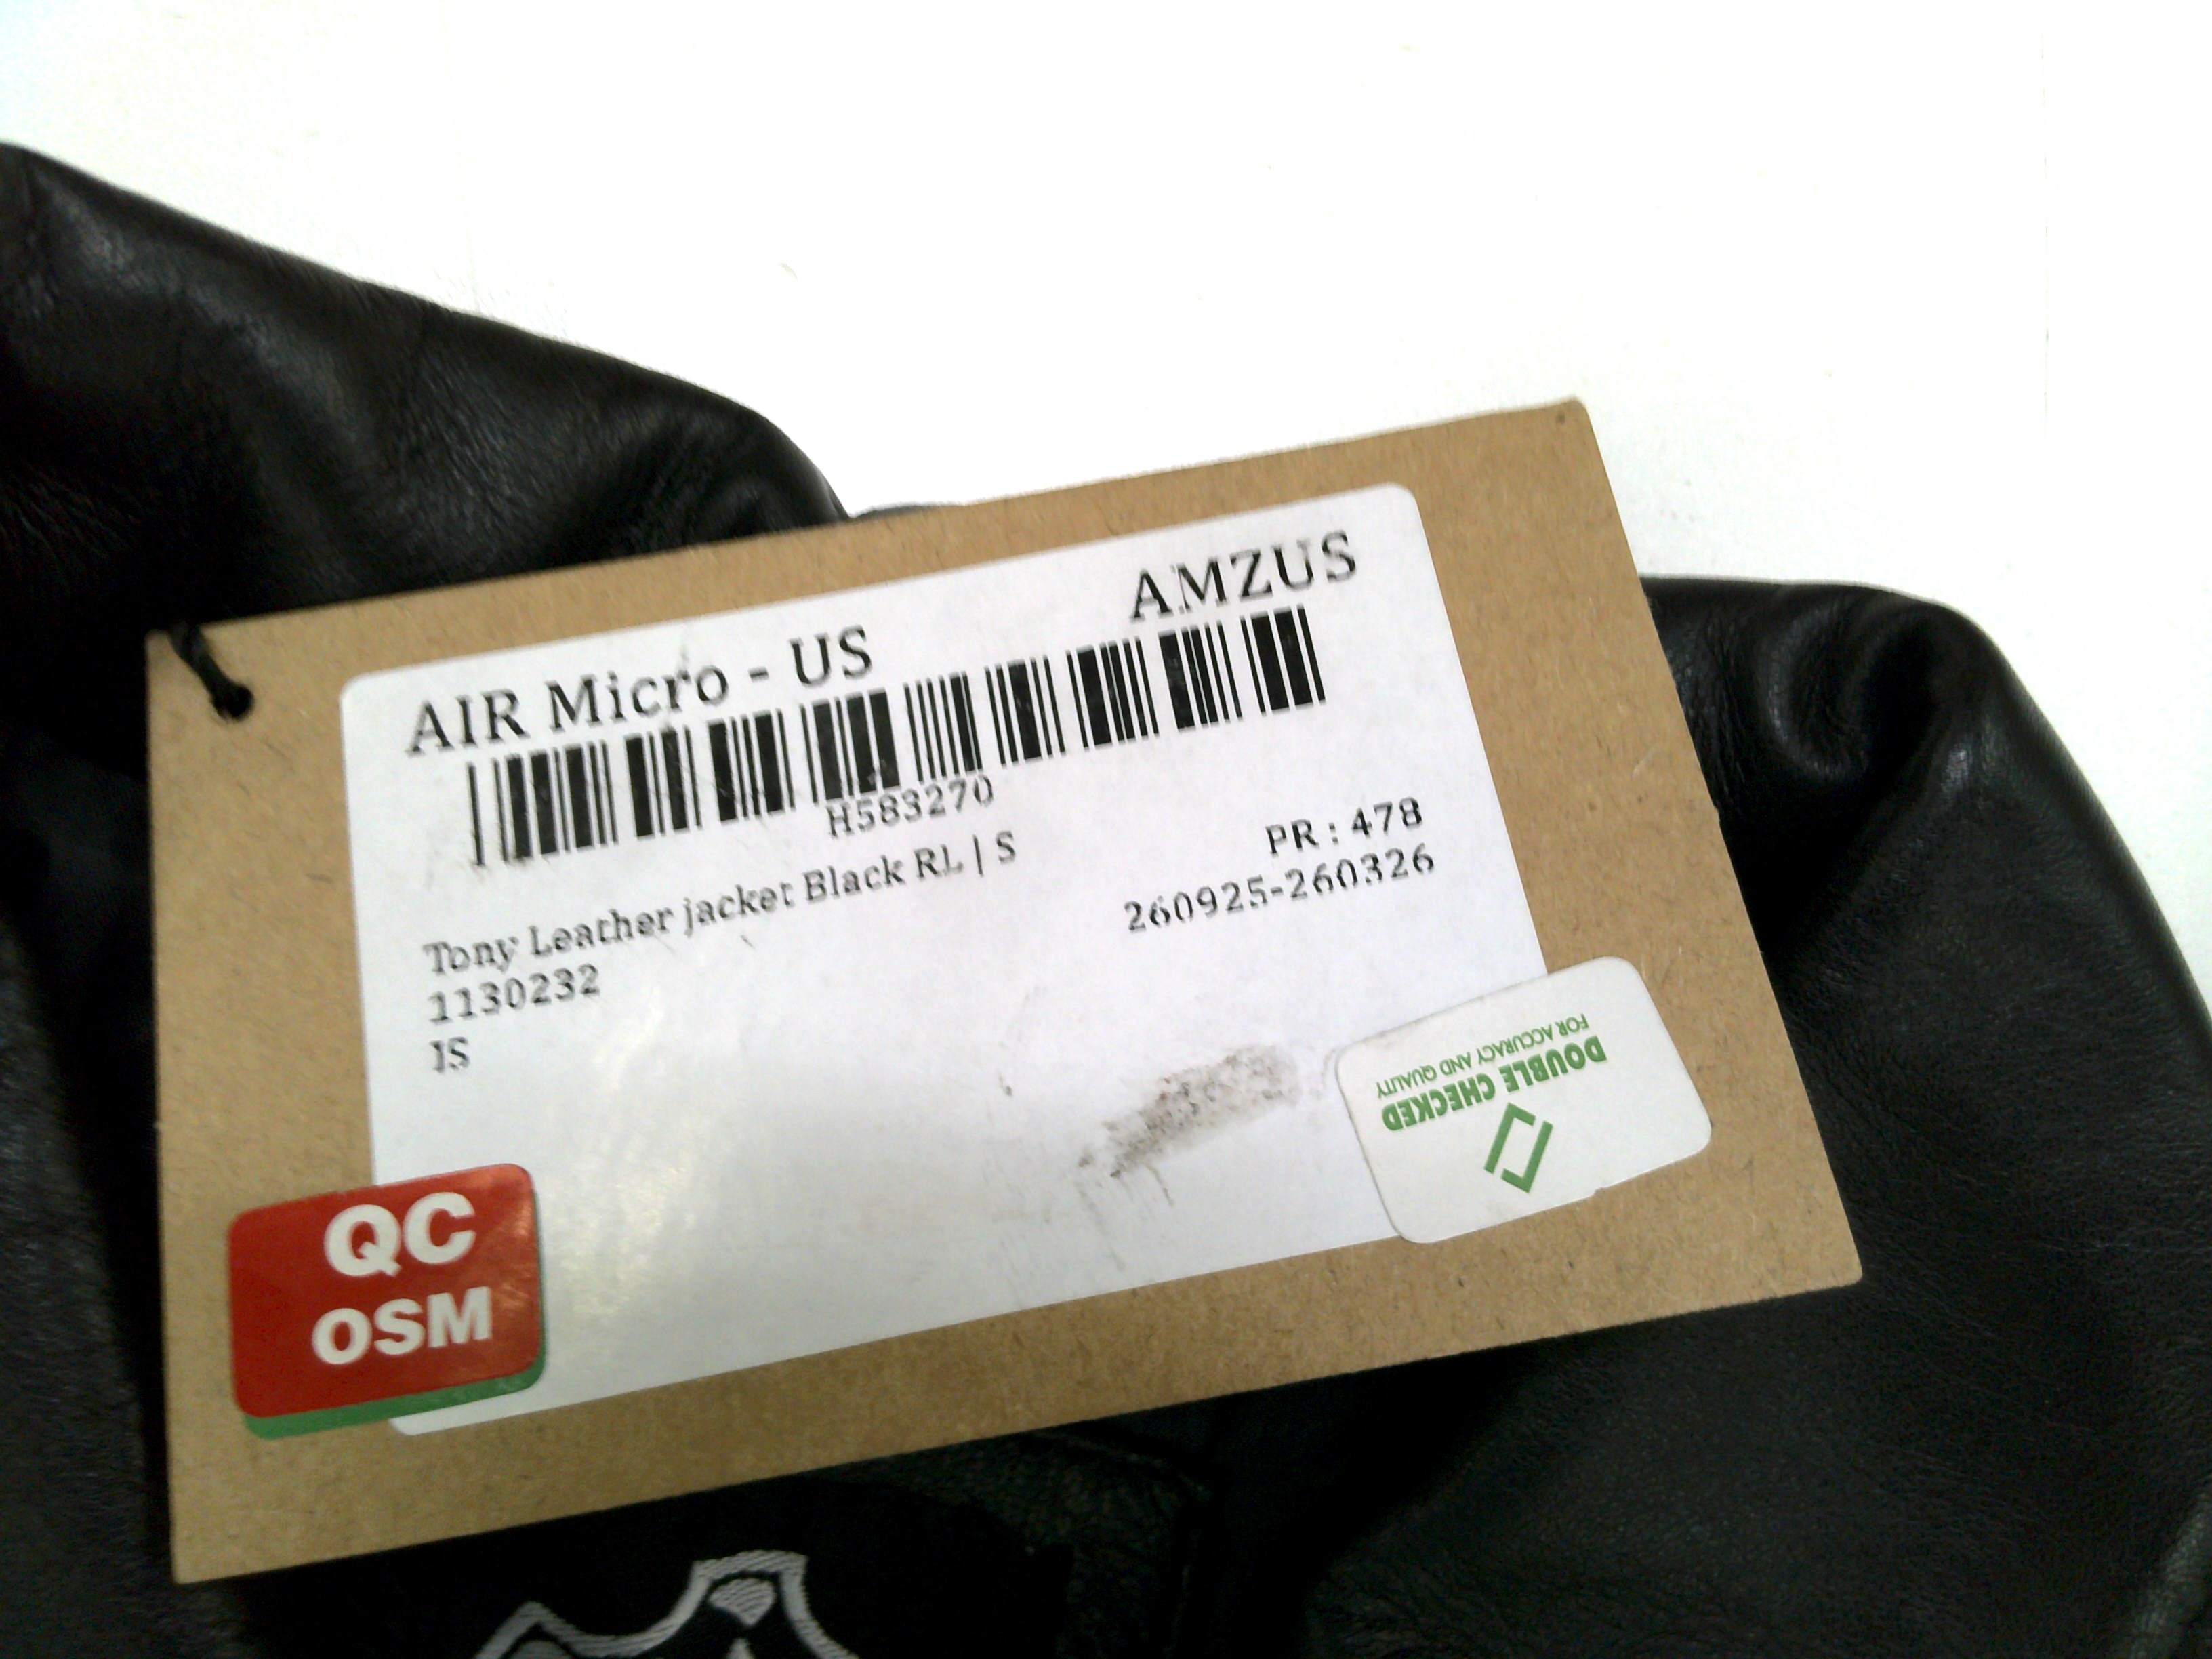 AIR Micro - US
AMZUS
H583270
Tony Leather jacket Black RL | S
PR : 478
1130232
260925-260326
1S
QC
OSM
DOUBLE CHECKED
FOR ACCURACY AND QUALITY